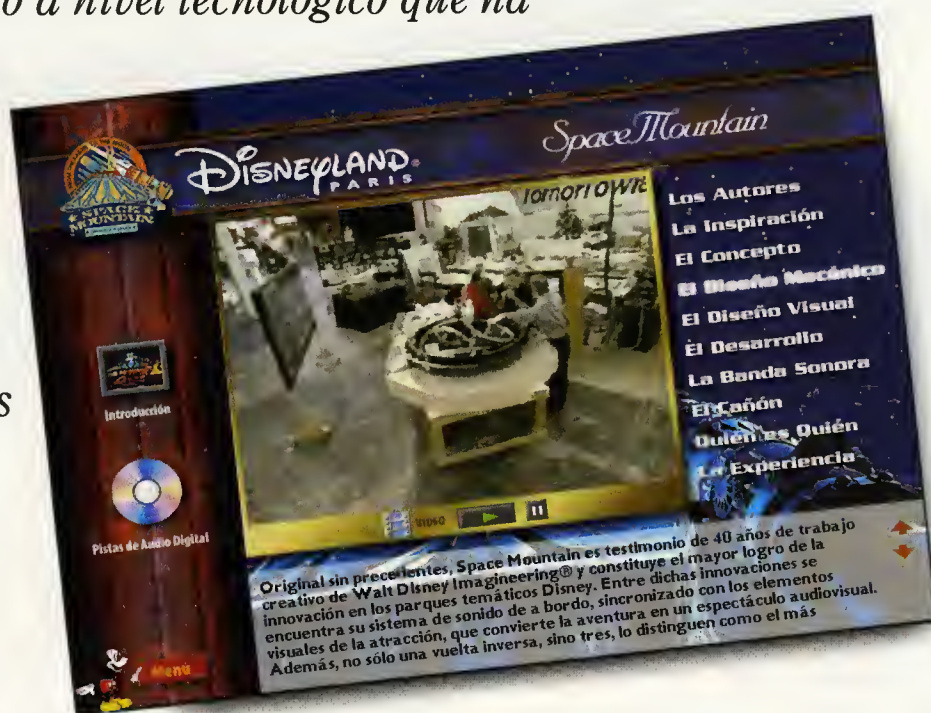 a nivel tecnológico que ha
s
DISNEYLAND®
PARIS
Space Mountain
SPACE
MOUNTAIN
Tomorrow
Los Autores
La Inspiración
El Concepto
El Diseño Mecánico
El Diseño Visual
El Desarrollo
La Banda Sonora
El Cañón
Quién es Quién
La Experiencia
Introducción
Pistas de Audio Digital
Menú
VIDEO
Original sin precedentes, Space Mountain es testimonio de 40 años de trabajo
creativo de Walt Disney Imagineering® y constituye el mayor logro de la
innovación en los parques temáticos Disney. Entre dichas innovaciones se
encuentra su sistema de sonido de a bordo, sincronizado con los elementos
visuales de la atracción, que convierte la aventura en un espectáculo audiovisual.
Además, no sólo una vuelta inversa, sino tres, lo distinguen como el más